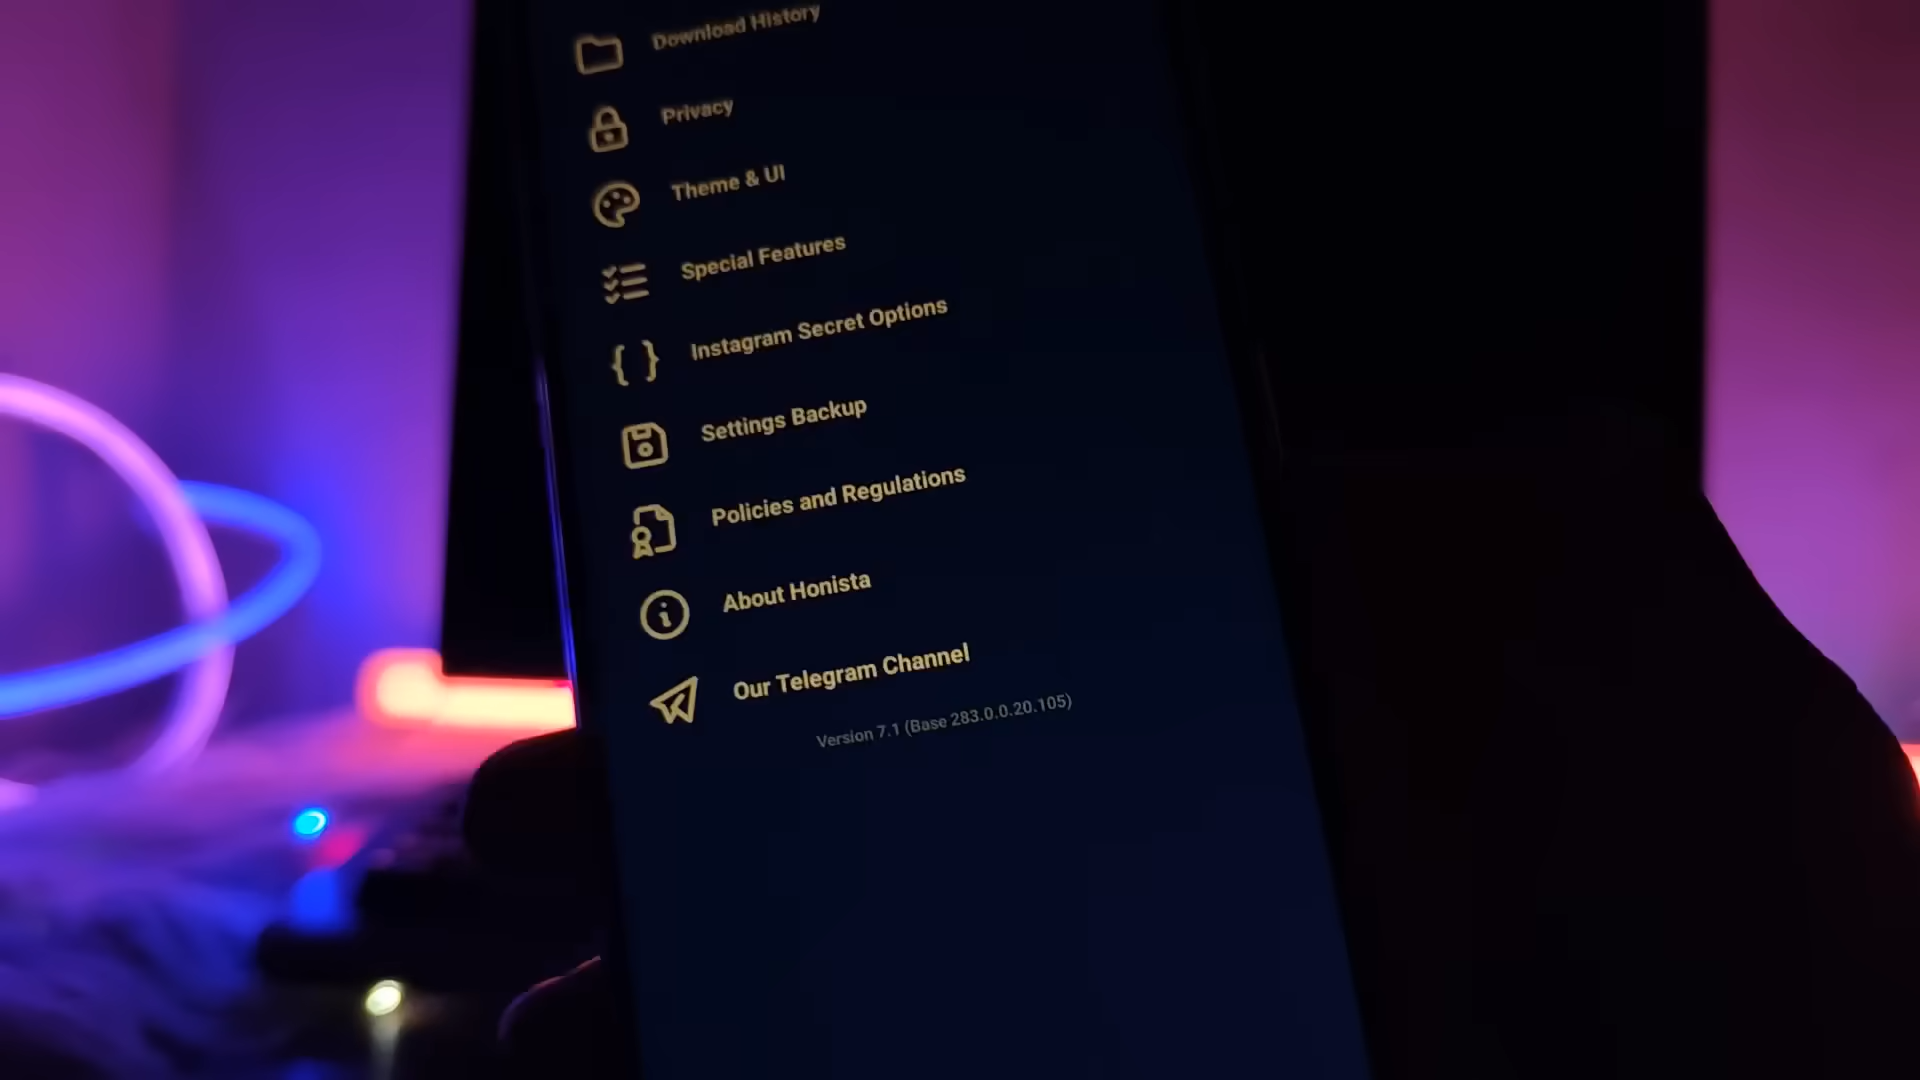 Download History
Privacy
Theme & UI
Special Features
Instagram Secret Options
Settings Backup
Policies and Regulations
About Honista
Our Telegram Channel
Version 7.1 (Base 283.0.0.20.105)